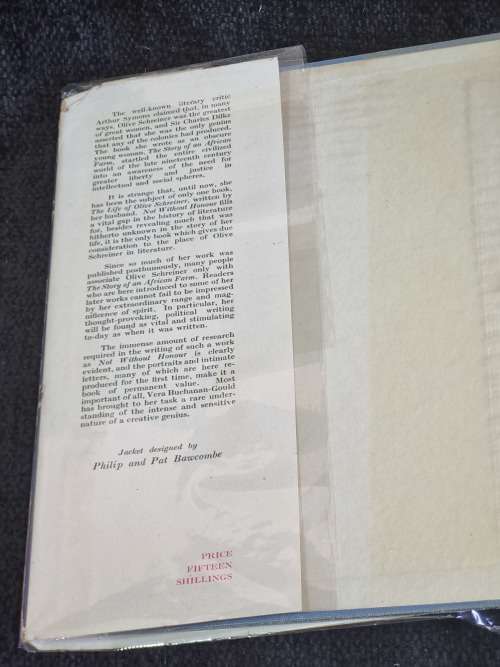 The well-known literary critic
Arthur Symons claimed that, in many
ways, Olive Schreiner was the greatest
of great women, and Sir Charles Dilke
asserted that she was the only genius
that any of the colonies had produced.
The book she wrote as an obscure
young woman, The Story of an African
Farm, startled the entire civilized
world of the late nineteenth century
into an awareness of the need for
greater liberty and justice in
intellectual and social spheres.
It is strange that, until now, she
has been the subject of only one book,
The Life of Olive Schreiner, written by
her husband. Not Without Honour fills
a vital gap in the history of literature
for, besides revealing much that was
hitherto unknown in the story of her
life, it is the only book which gives due
consideration to the place of Olive
Schreiner in literature.
Since so much of her work was
published posthumously, many people
associate Olive Schreiner only with
The Story of an African Farm. Readers
who are here introduced to some of her
later works cannot fail to be impressed
by her extraordinary range and mag-
nificence of spirit. In particular, her
thought-provoking, political writing
will be found as vital and stimulating
to-day as when it was written.
The immense amount of research
required in the writing of such a work
as Not Without Honour is clearly
evident, and the portraits and intimate
letters, many of which are here re-
produced for the first time, make it a
book of permanent value. Most
important of all, Vera Buchanan-Gould
has brought to her task a rare under-
standing of the intense and sensitive
nature of a creative genius.
Jacket designed by
Philip and Pat Bawcombe
PRICE
FIFTEEN
SHILLINGS